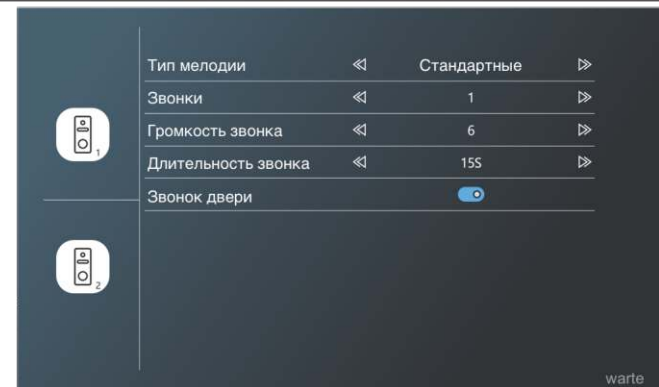 Тип мелодии Стандартные
Звонки 1
Громкость звонка 6
Длительность звонка 15S
Звонок двери
1
2
warte